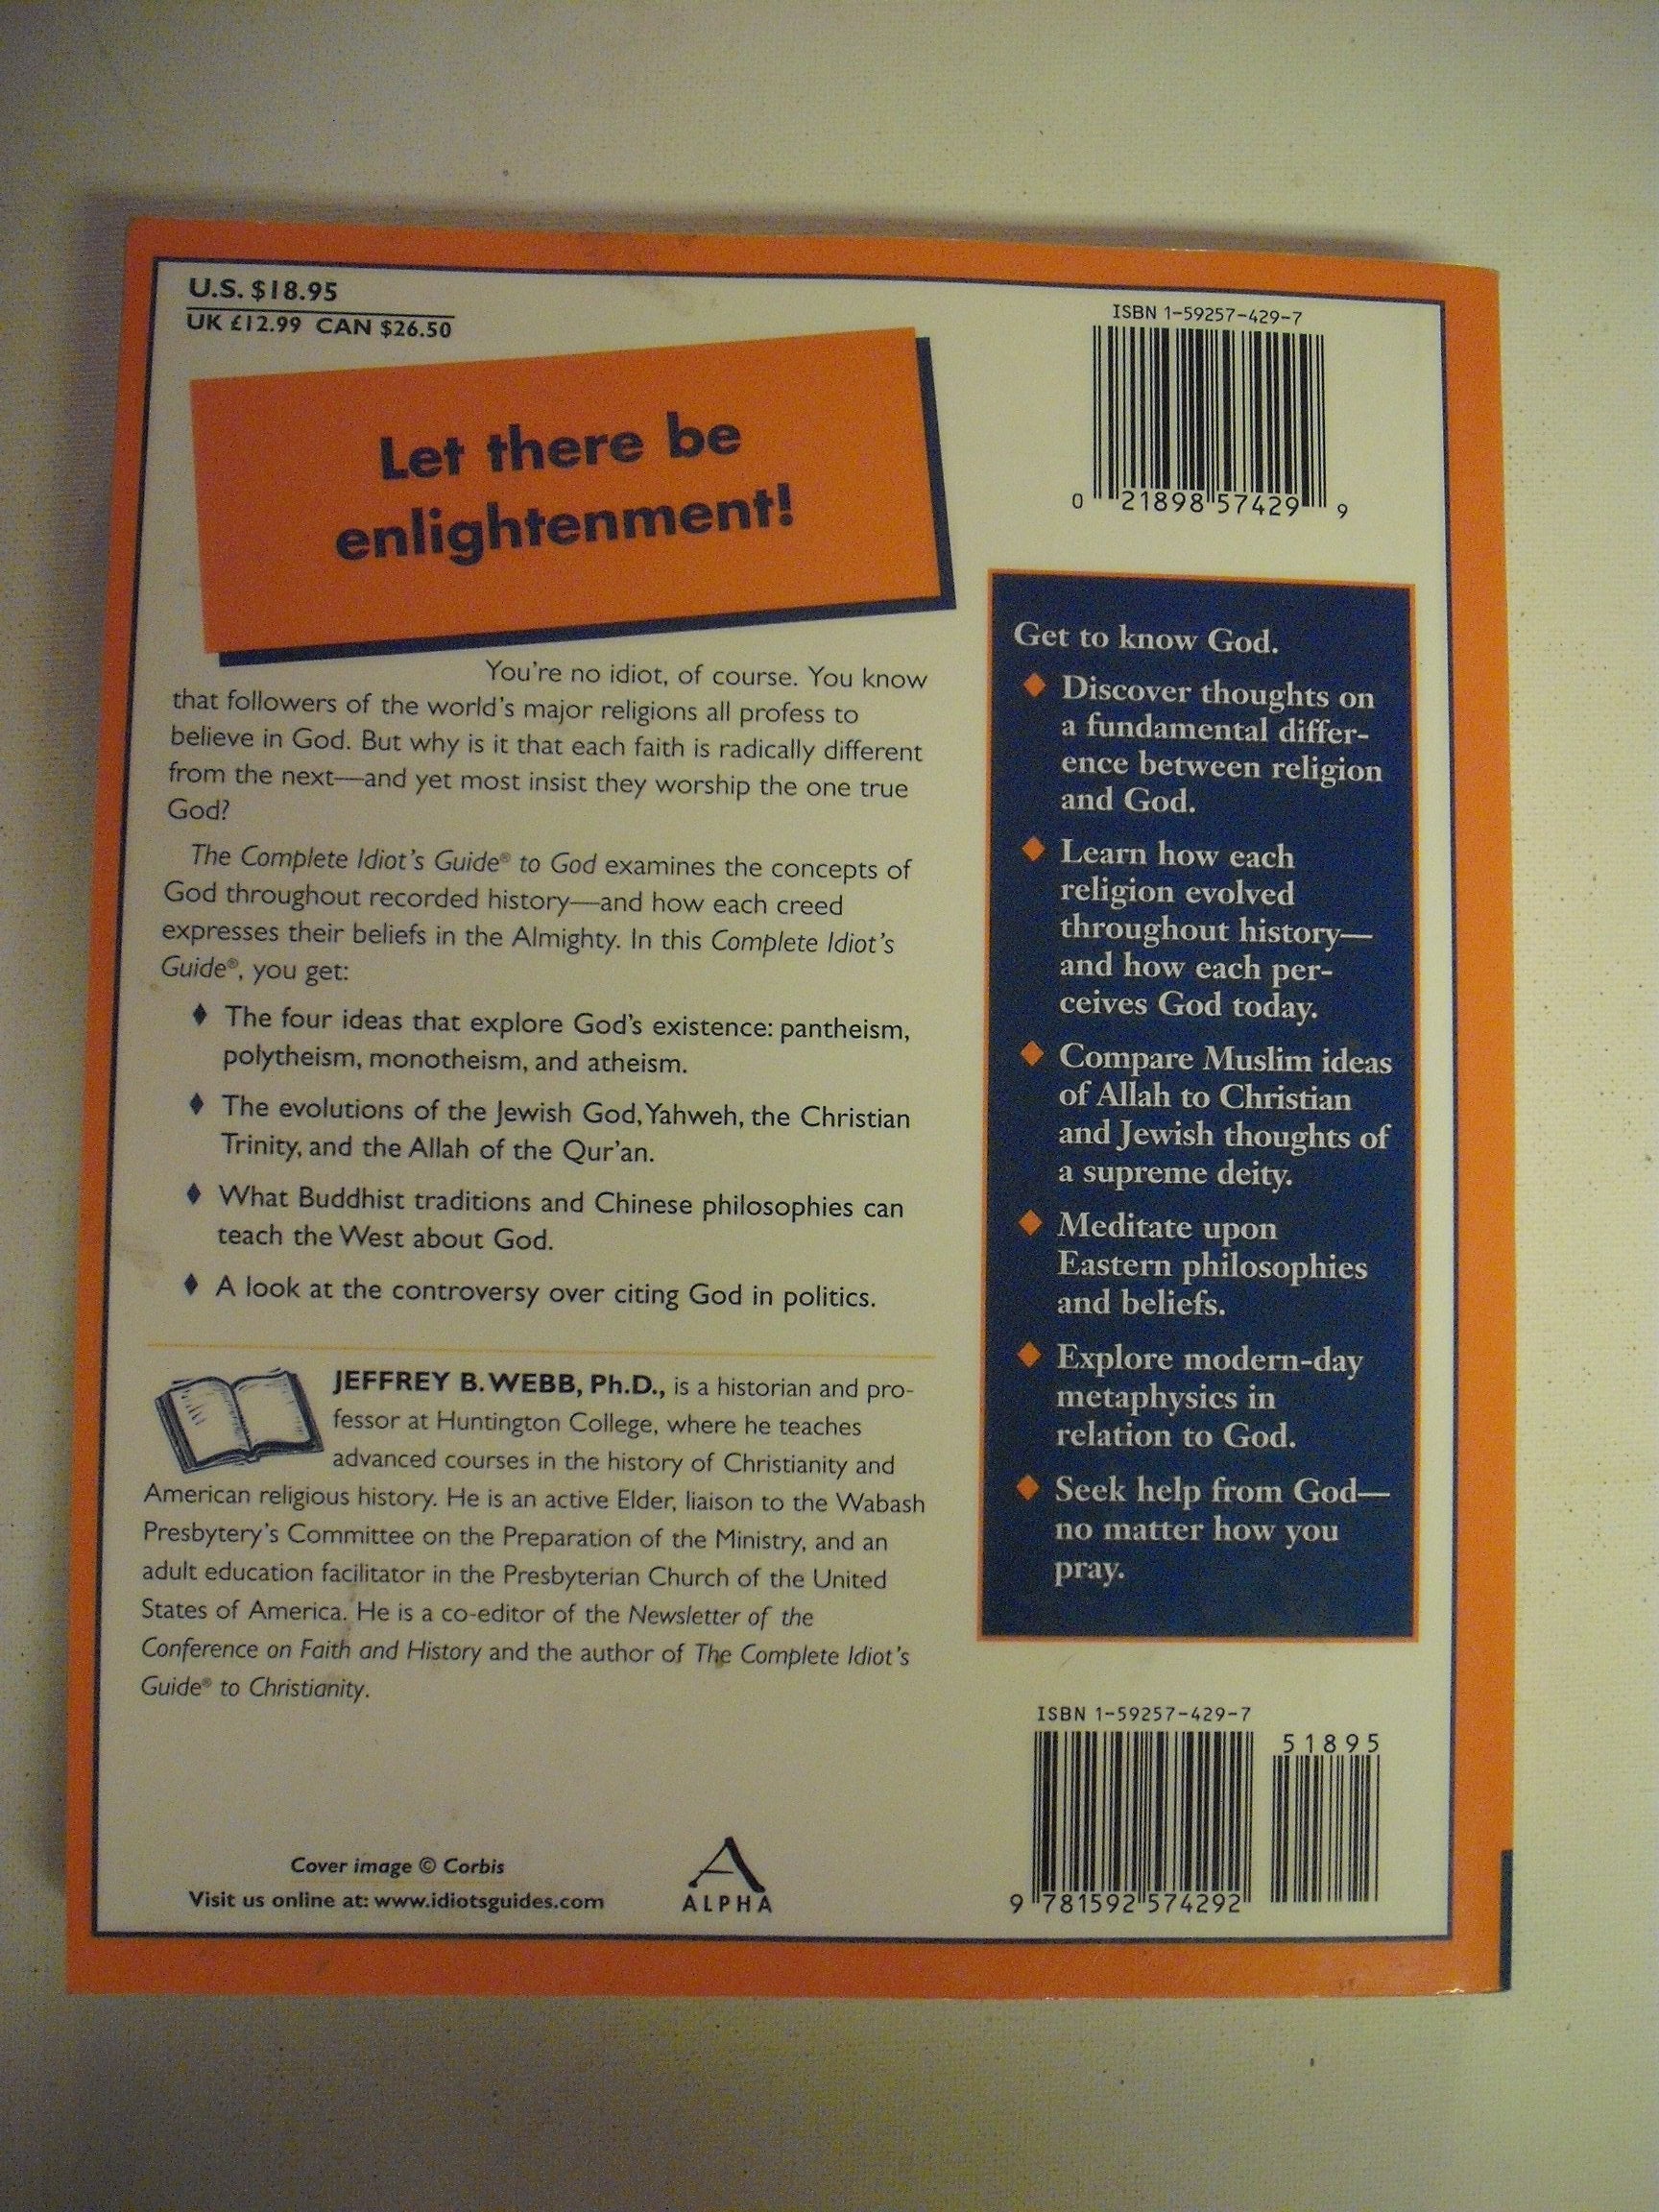 U.S. $18.95
UK £12.99 CAN $26.50
Let there be
enlightenment!
You're no idiot, of course. You know
that followers of the world's major religions all profess to
believe in God. But why is it that each faith is radically different
from the next—and yet most insist they worship the one true
God?
The Complete Idiot's Guide® to God examines the concepts of
God throughout recorded history—and how each creed
expresses their beliefs in the Almighty. In this Complete Idiot's
Guide®, you get:
♦ The four ideas that explore God's existence: pantheism,
polytheism, monotheism, and atheism.
♦ The evolutions of the Jewish God, Yahweh, the Christian
Trinity, and the Allah of the Qur'an.
♦ What Buddhist traditions and Chinese philosophies can
teach the West about God.
♦ A look at the controversy over citing God in politics.
JEFFREY B. WEBB, Ph.D., is a historian and pro-
fessor at Huntington College, where he teaches
advanced courses in the history of Christianity and
American religious history. He is an active Elder, liaison to the Wabash
Presbytery's Committee on the Preparation of the Ministry, and an
adult education facilitator in the Presbyterian Church of the United
States of America. He is a co-editor of the Newsletter of the
Conference on Faith and History and the author of The Complete Idiot's
Guide® to Christianity.
Cover image © Corbis
Visit us online at: www.idiotsguides.com
ALPHA
ISBN 1-59257-429-7
0 21898 57429 9
Get to know God.
♦ Discover thoughts on
a fundamental differ-
ence between religion
and God.
♦ Learn how each
religion evolved
throughout history—
and how each per-
ceives God today.
♦ Compare Muslim ideas
of Allah to Christian
and Jewish thoughts of
a supreme deity.
♦ Meditate upon
Eastern philosophies
and beliefs.
♦ Explore modern-day
metaphysics in
relation to God.
♦ Seek help from God—
no matter how you
pray.
ISBN 1-59257-429-7
51895
9 781592 574292